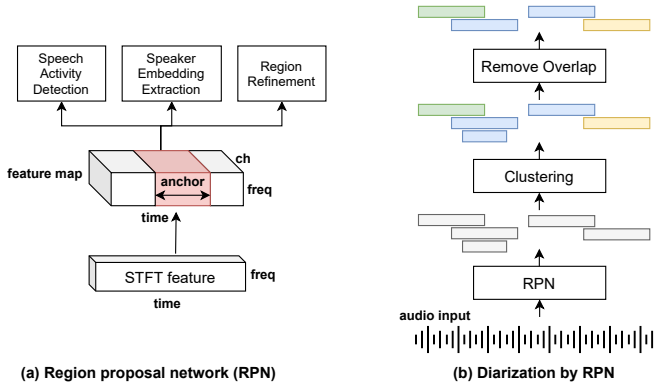 Speech
Activity
Detection
Speaker
Embedding
Extraction
Region
Refinement
feature map
ch
anchor
freq
time
STFT feature
freq
time
(a) Region proposal network (RPN)
Remove Overlap
Clustering
RPN
audio input
(b) Diarization by RPN